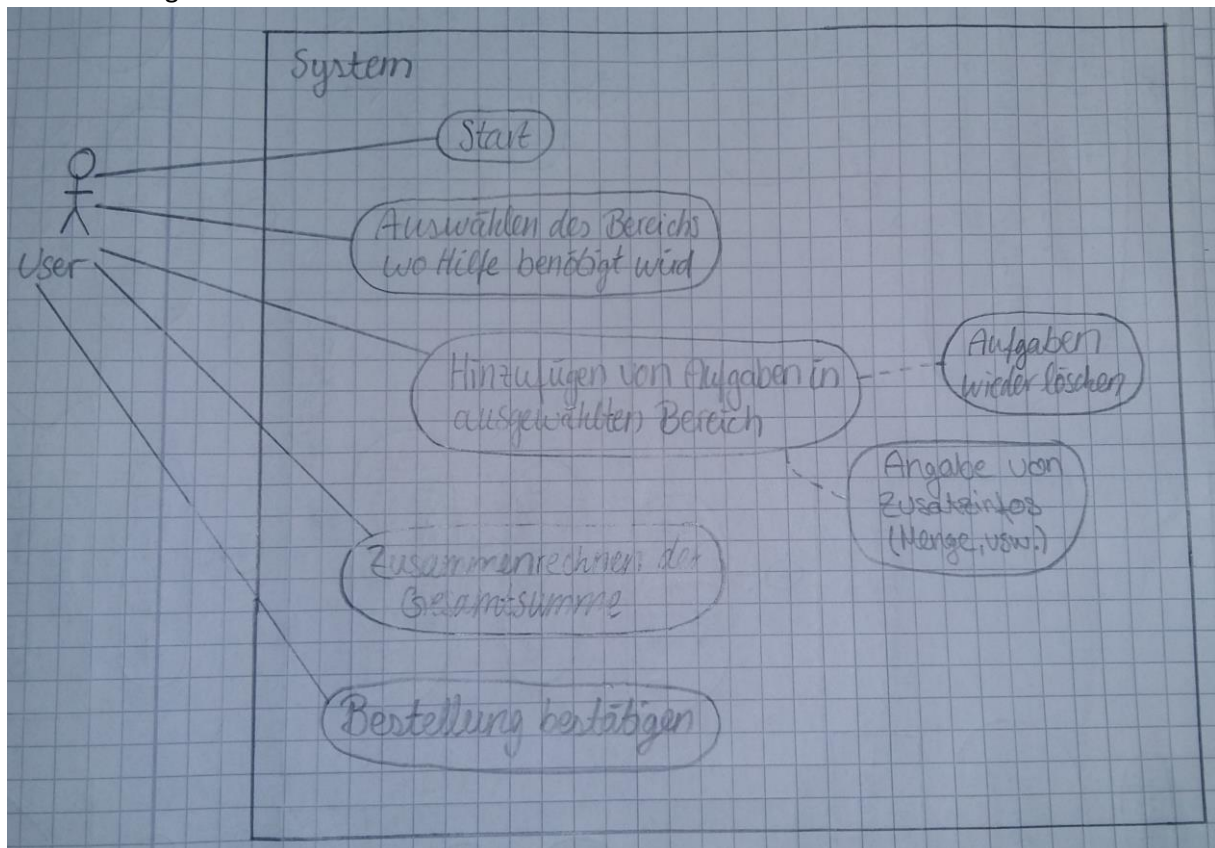 System
Start
User
Auswählen des Bereichs
wo Hilfe benötigt wird
Hinzufügen von Aufgaben in
ausgewählten Bereich
Aufgaben
wieder löschen
Angabe von
Zusatzinfos
(Menge, usw.)
Zusammenrechnen der
Gesamtsumme
Bestellung bestätigen